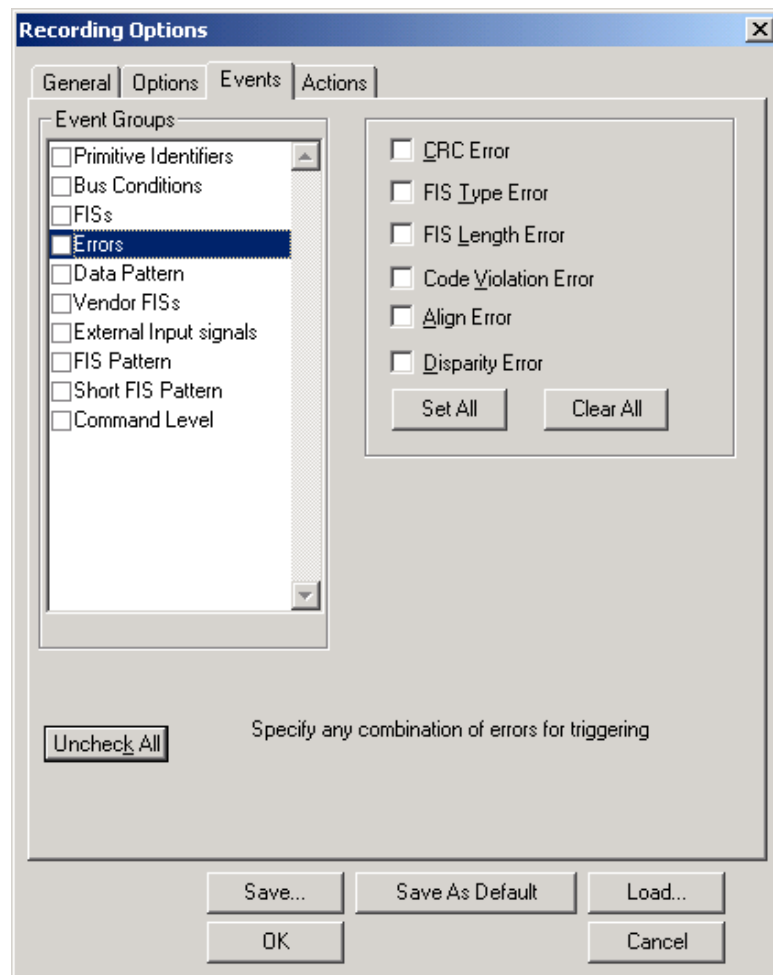 Recording Options
General Options Events Actions
Event Groups
Primitive Identifiers
Bus Conditions
FISs
Errors
Data Pattern
Vendor FISs
External Input signals
FIS Pattern
Short FIS Pattern
Command Level
CRC Error
FIS Type Error
FIS Length Error
Code Violation Error
Align Error
Disparity Error
Set All Clear All
Uncheck All
Specify any combination of errors for triggering
Save... Save As Default Load...
OK Cancel